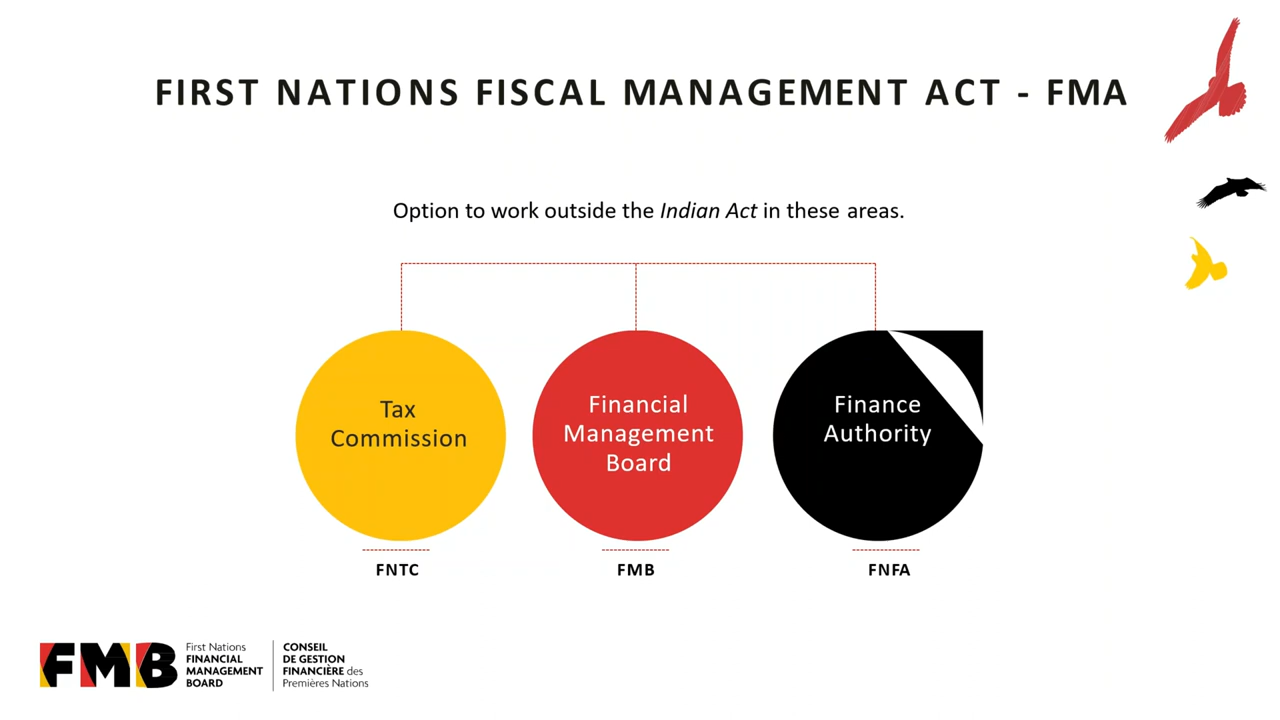 FIRST NATIONS FISCAL MANAGEMENT ACT - FMA
Option to work outside the Indian Act in these areas.
Tax
Commission
Financial
Management
Board
Finance
Authority
FNTC
FMB
FNFA
FMB
First Nations
FINANCIAL
MANAGEMENT
BOARD
CONSEIL
DE GESTION
FINANCIÈRE des
Premières Nations